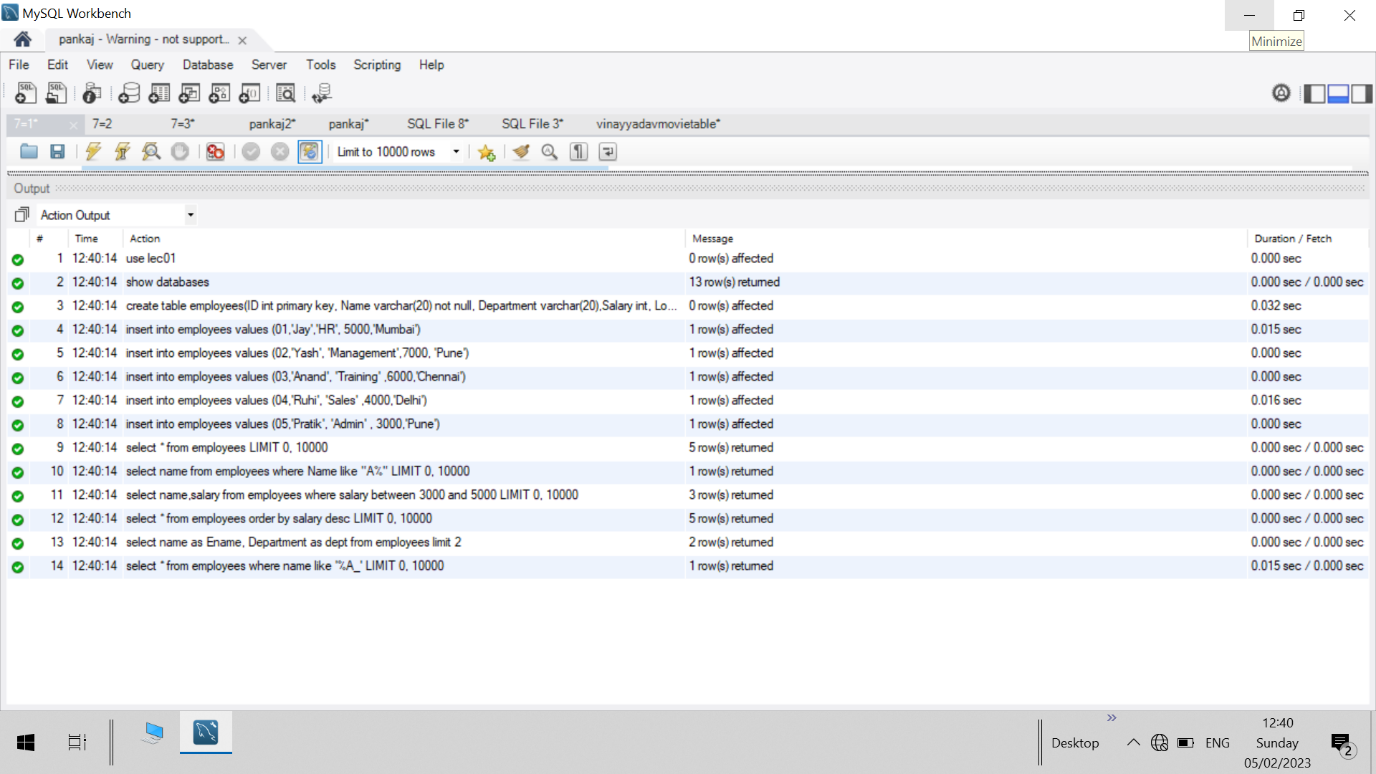 MySQL Workbench
Minimize
pankaj - Warning - not support...
File Edit View Query Database Server Tools Scripting Help
7=1* 7=2 7=3* pankaj2* pankaj* SQL File 8* SQL File 3* vinayyadavmovietable*
Limit to 10000 rows
Output
Action Output
# Time Action Message Duration / Fetch
1 12:40:14 use lec01 0 row(s) affected 0.000 sec
2 12:40:14 show databases 13 row(s) returned 0.000 sec / 0.000 sec
3 12:40:14 create table employees(ID int primary key, Name varchar(20) not null, Department varchar(20),Salary int, Lo... 0 row(s) affected 0.032 sec
4 12:40:14 insert into employees values (01,'Jay','HR', 5000,'Mumbai') 1 row(s) affected 0.015 sec
5 12:40:14 insert into employees values (02,'Yash', 'Management',7000, 'Pune') 1 row(s) affected 0.000 sec
6 12:40:14 insert into employees values (03,'Anand', 'Training' ,6000,'Chennai') 1 row(s) affected 0.000 sec
7 12:40:14 insert into employees values (04,'Ruhi', 'Sales' ,4000,'Delhi') 1 row(s) affected 0.016 sec
8 12:40:14 insert into employees values (05,'Pratik', 'Admin' , 3000,'Pune') 1 row(s) affected 0.000 sec
9 12:40:14 select * from employees LIMIT 0, 10000 5 row(s) returned 0.000 sec / 0.000 sec
10 12:40:14 select name from employees where Name like "A%" LIMIT 0, 10000 1 row(s) returned 0.000 sec / 0.000 sec
11 12:40:14 select name,salary from employees where salary between 3000 and 5000 LIMIT 0, 10000 3 row(s) returned 0.000 sec / 0.000 sec
12 12:40:14 select * from employees order by salary desc LIMIT 0, 10000 5 row(s) returned 0.000 sec / 0.000 sec
13 12:40:14 select name as Ename, Department as dept from employees limit 2 2 row(s) returned 0.000 sec / 0.000 sec
14 12:40:14 select * from employees where name like '%A_' LIMIT 0, 10000 1 row(s) returned 0.015 sec / 0.000 sec
12:40
Desktop ENG Sunday 2
05/02/2023